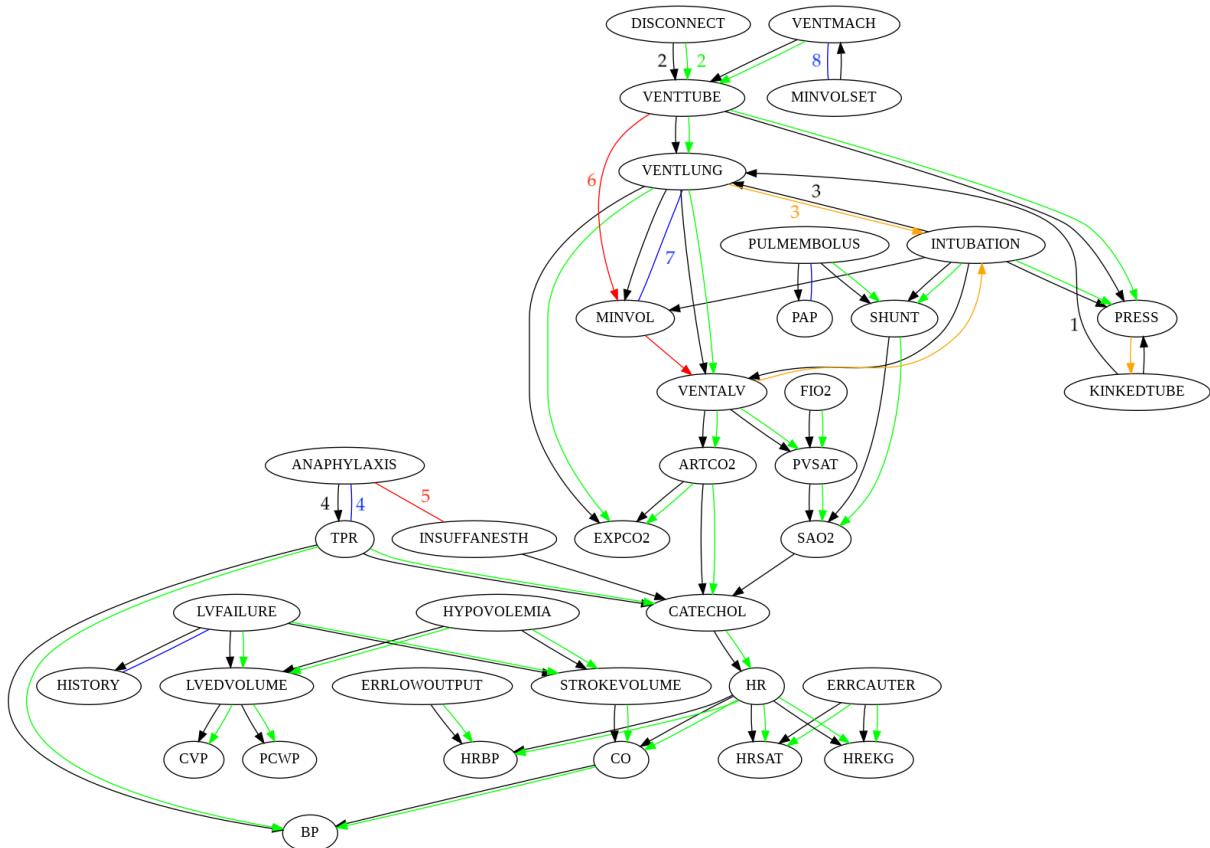 DISCONNECT VENTMACH
2 2 8
VENTTUBE MINVOLSET
VENTLUNG
6 3
3
PULMEMBOLUS INTUBATION
7
MINVOL PAP SHUNT PRESS
1
VENTALV FIO2 KINKEDTUBE
ANAPHYLAXIS ARTCO2 PVSAT
4 4 5
TPR INSUFFANESTH EXPCO2 SAO2
LVFAILURE HYPOVOLEMIA CATECHOL
HISTORY LVEDVOLUME ERRLOWOUTPUT STROKEVOLUME HR ERRCAUTER
CVP PCWP HRBP CO HRSAT HREKG
BP